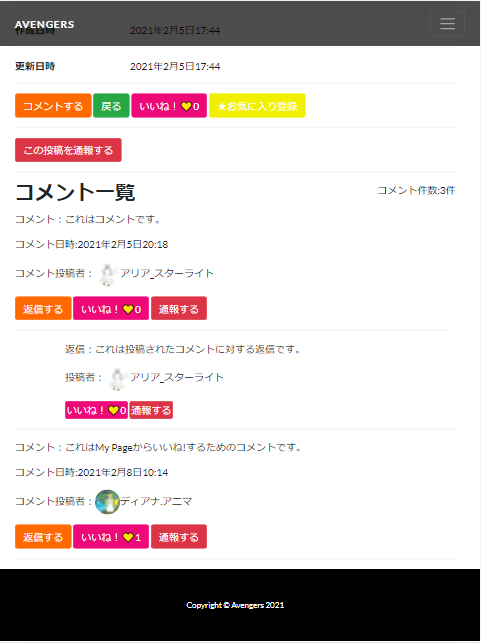 AVENGERS
作成日時 2021年2月5日17:44
更新日時 2021年2月5日17:44
コメントする 戻る いいね！♥0 ★お気に入り登録
この投稿を通報する
コメント一覧 コメント件数:3件
コメント：これはコメントです。
コメント日時:2021年2月5日20:18
コメント投稿者： アリア_スターライト
返信する いいね！♥0 通報する
返信：これは投稿されたコメントに対する返信です。
投稿者： アリア_スターライト
いいね！♥0 通報する
コメント：これはMy Pageからいいね!するためのコメントです。
コメント日時:2021年2月8日10:14
コメント投稿者： ディアナ.アニマ
返信する いいね！♥1 通報する
Copyright © Avengers 2021